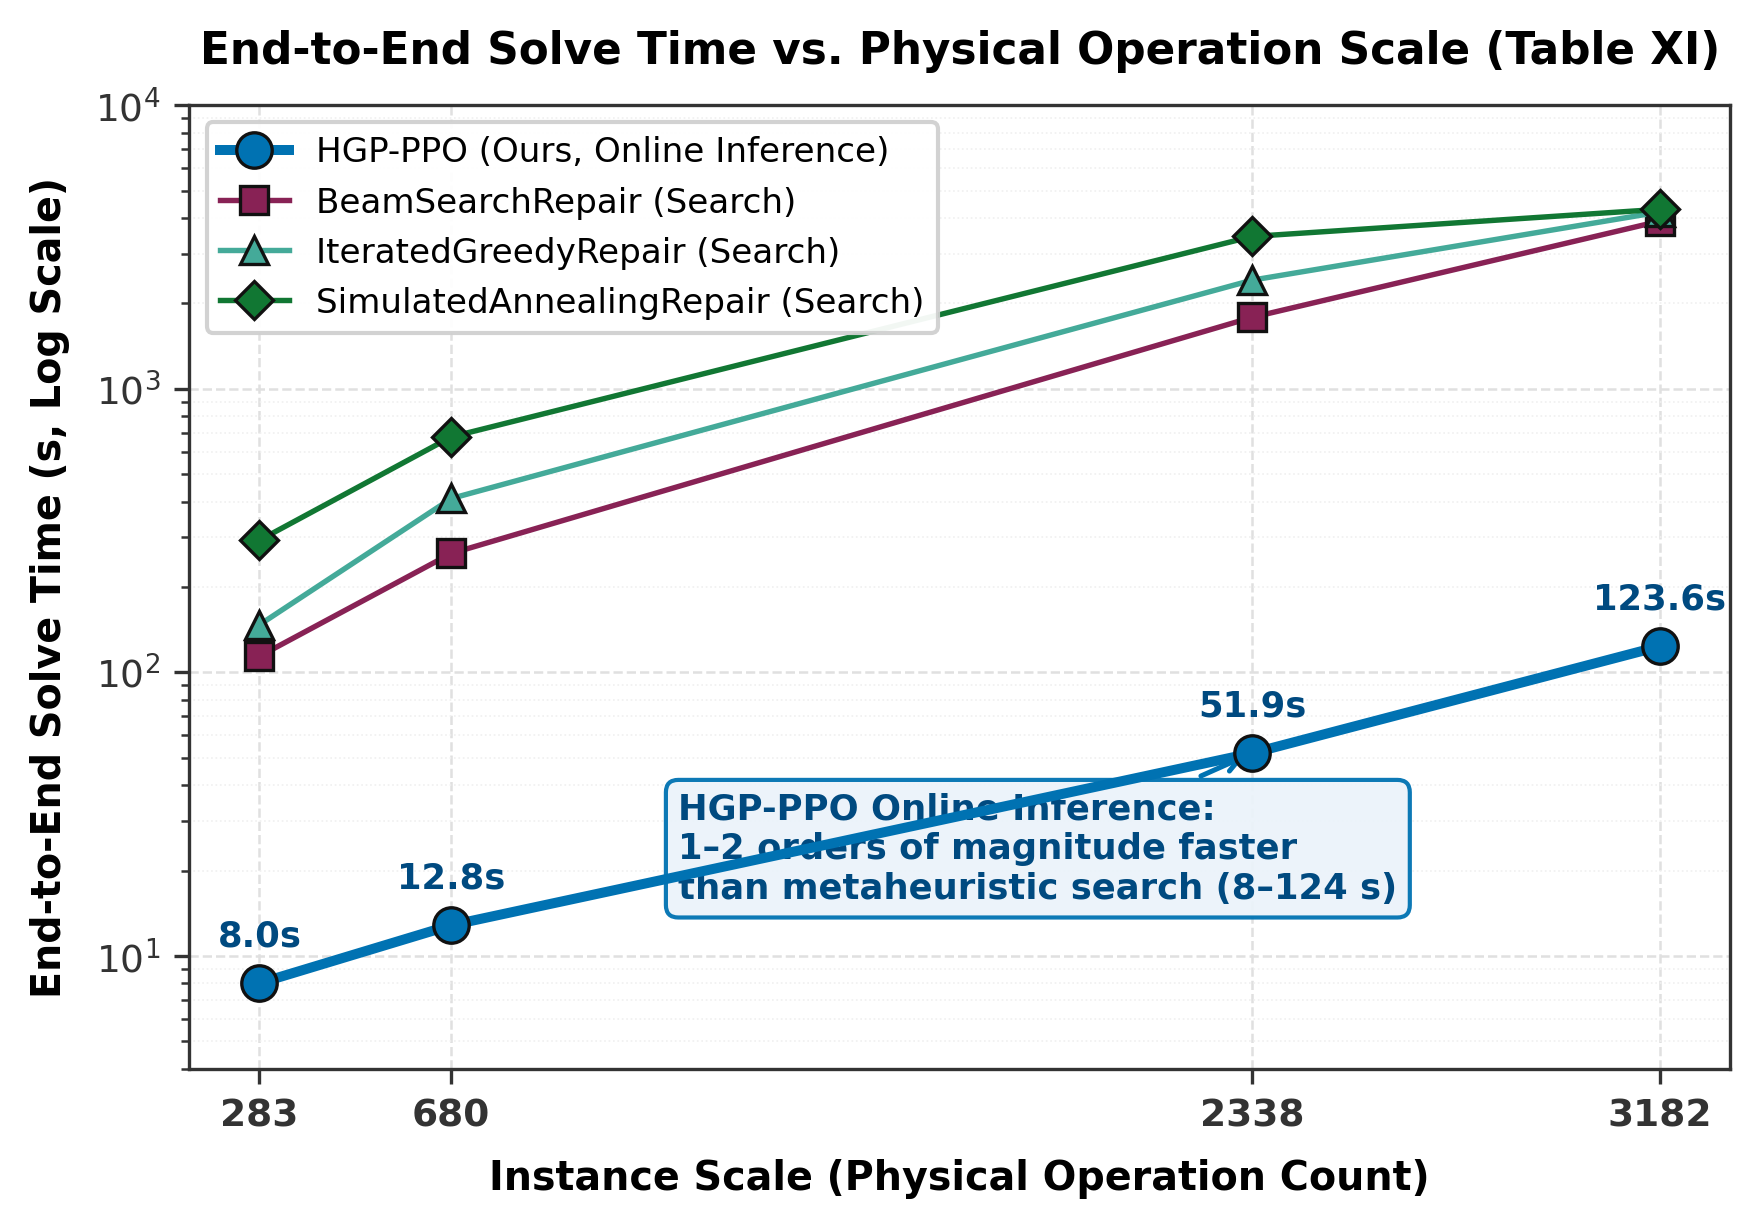 End-to-End Solve Time vs. Physical Operation Scale (Table XI)
End-to-End Solve Time (s, Log Scale)
10^4
10^3
10^2
10^1
HGP-PPO (Ours, Online Inference)
BeamSearchRepair (Search)
IteratedGreedyRepair (Search)
SimulatedAnnealingRepair (Search)
123.6s
51.9s
12.8s
8.0s
HGP-PPO Online Inference:
1–2 orders of magnitude faster
than metaheuristic search (8–124 s)
283 680 2338 3182
Instance Scale (Physical Operation Count)